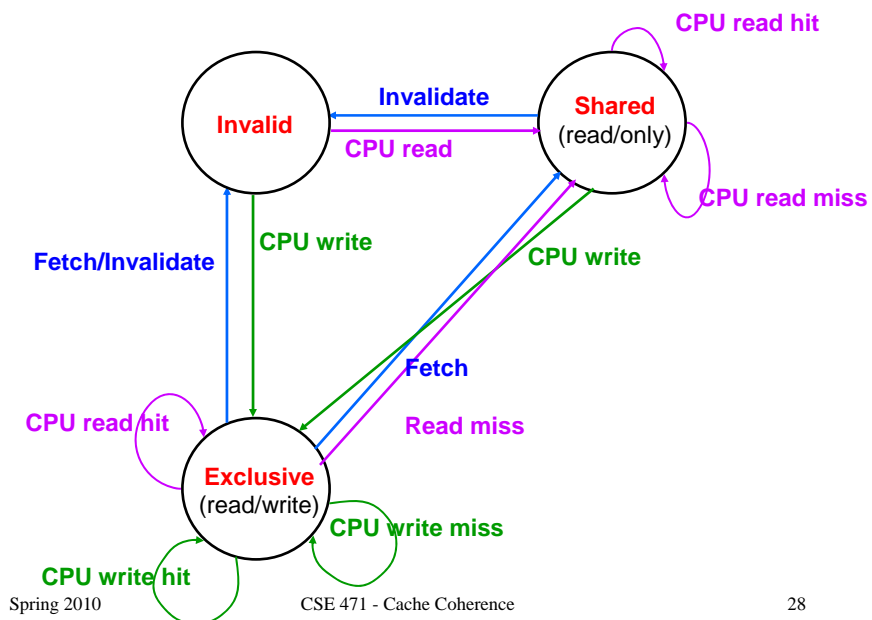 CPU read hit
Invalidate
Shared
Invalid
(read/only)
CPU read
CPU read miss
CPU write
CPU write
Fetch/Invalidate
Fetch
CPU read hit
Read miss
Exclusive
(read/write)
CPU write miss
CPU write hit
Spring 2010
CSE 471 - Cache Coherence
28